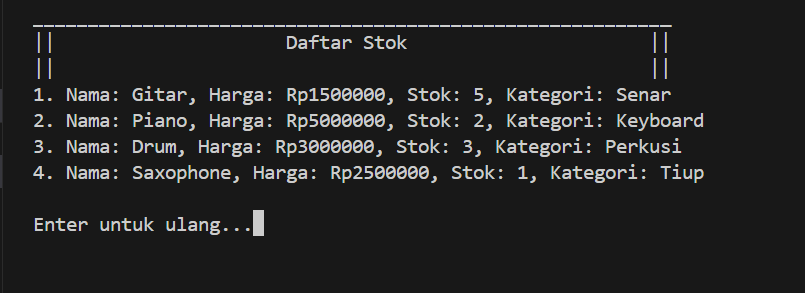 __________________________________________________________
||                     Daftar Stok                      ||
||                                                      ||
1. Nama: Gitar, Harga: Rp1500000, Stok: 5, Kategori: Senar
2. Nama: Piano, Harga: Rp5000000, Stok: 2, Kategori: Keyboard
3. Nama: Drum, Harga: Rp3000000, Stok: 3, Kategori: Perkusi
4. Nama: Saxophone, Harga: Rp2500000, Stok: 1, Kategori: Tiup
Enter untuk ulang...